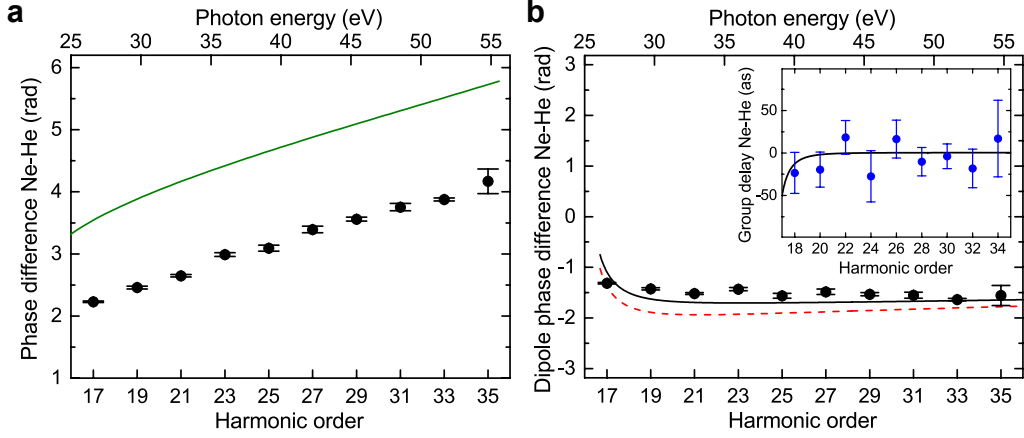 a
Photon energy (eV)
25 30 35 40 45 50 55
Phase difference Ne-He (rad)
6
5
4
3
2
1
17 19 21 23 25 27 29 31 33 35
Harmonic order
b
Photon energy (eV)
25 30 35 40 45 50 55
Dipole phase difference Ne-He (rad)
3
2
1
0
-1
-2
-3
17 19 21 23 25 27 29 31 33 35
Harmonic order
Group delay Ne-He (as)
50
0
-50
18 20 22 24 26 28 30 32 34
Harmonic order